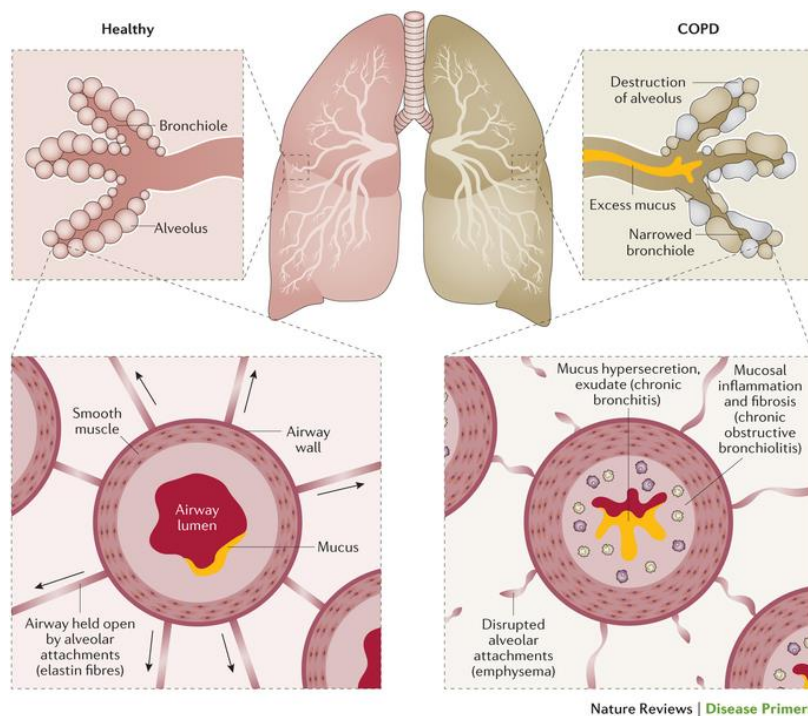 Healthy
COPD
Bronchiole
Alveolus
Destruction
of alveolus
Excess mucus
Narrowed
bronchiole
Smooth
muscle
Airway
wall
Airway
lumen
Mucus
Airway held open
by alveolar
attachments
(elastin fibres)
Mucus hypersecretion,
exudate (chronic
bronchitis)
Mucosal
inflammation
and fibrosis
(chronic
obstructive
bronchiolitis)
Disrupted
alveolar
attachments
(emphysema)
Nature Reviews | Disease Primer